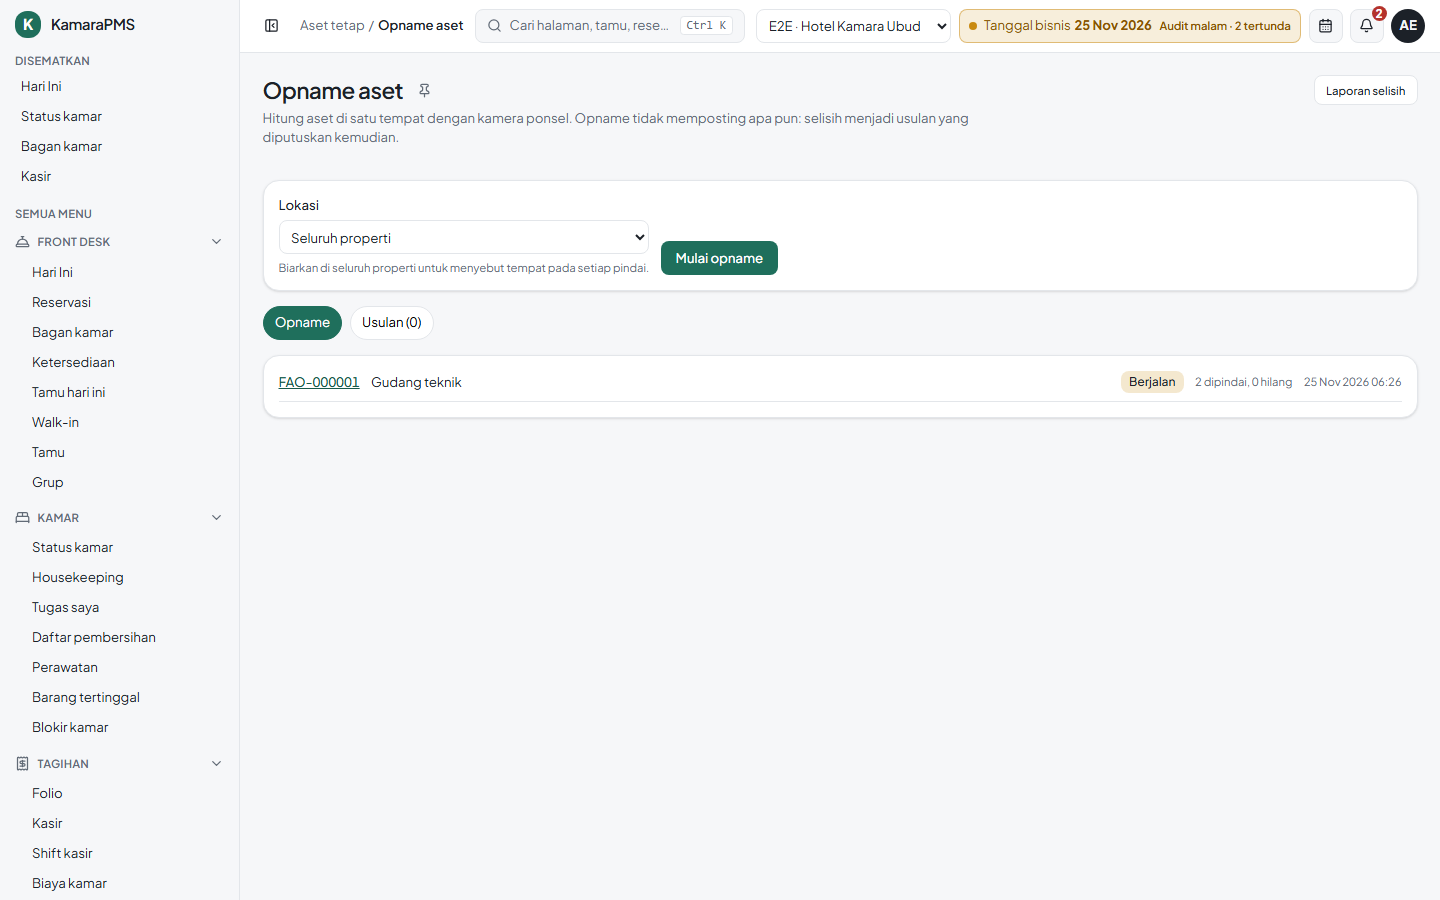 K KamaraPMS
DISEMATKAN
Hari Ini
Status kamar
Bagan kamar
Kasir
SEMUA MENU
FRONT DESK
Hari Ini
Reservasi
Bagan kamar
Ketersediaan
Tamu hari ini
Walk-in
Tamu
Grup
KAMAR
Status kamar
Housekeeping
Tugas saya
Daftar pembersihan
Perawatan
Barang tertinggal
Blokir kamar
TAGIHAN
Folio
Kasir
Shift kasir
Biaya kamar
Aset tetap / Opname aset
Cari halaman, tamu, rese... Ctrl K
E2E · Hotel Kamara Ubud
Tanggal bisnis 25 Nov 2026 Audit malam · 2 tertunda
2
AE
Opname aset
Laporan selisih
Hitung aset di satu tempat dengan kamera ponsel. Opname tidak memposting apa pun: selisih menjadi usulan yang
diputuskan kemudian.
Lokasi
Seluruh properti
Mulai opname
Biarkan di seluruh properti untuk menyebut tempat pada setiap pindai.
Opname
Usulan (0)
FAO-000001 Gudang teknik Berjalan 2 dipindai, 0 hilang 25 Nov 2026 06:26